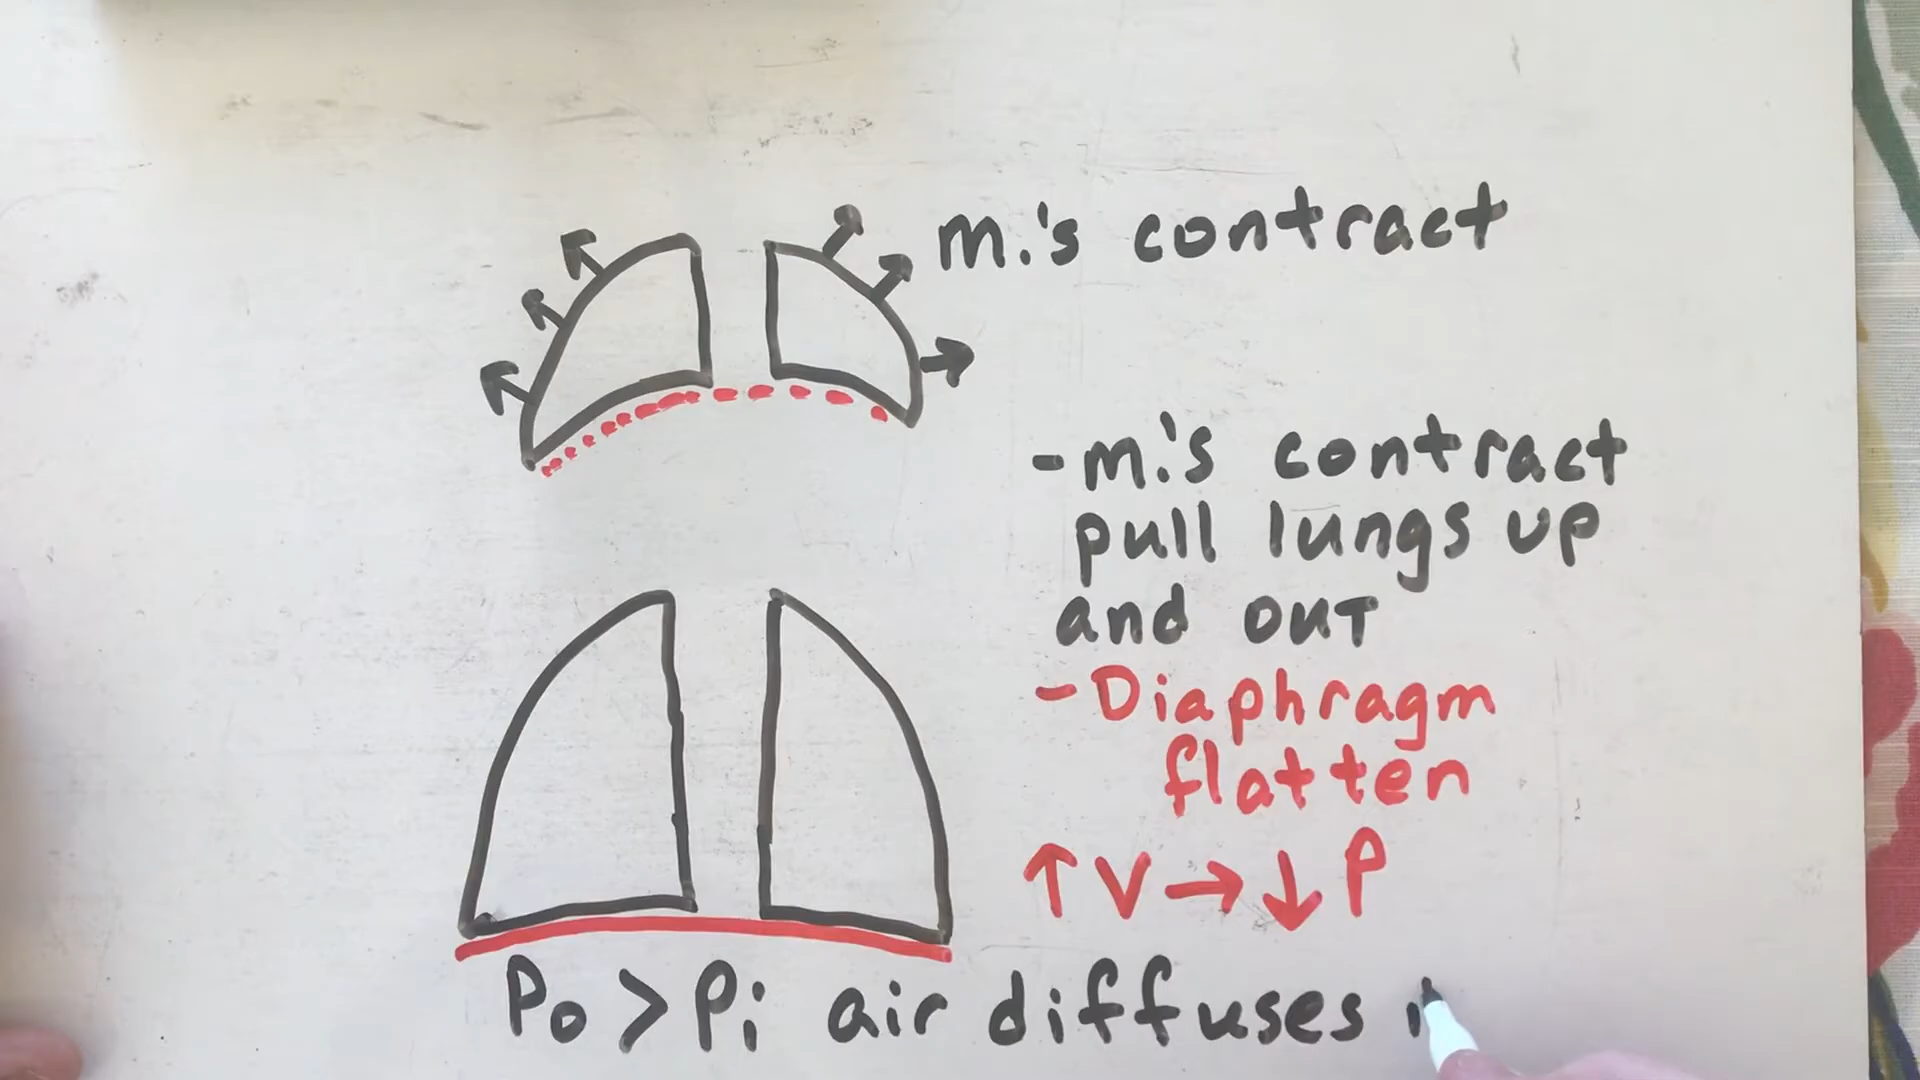 m.'s contract
-m.'s contract
pull lungs up
and out
-Diaphragm
flatten
↑ V → ↓ P
Po > Pi air diffuses